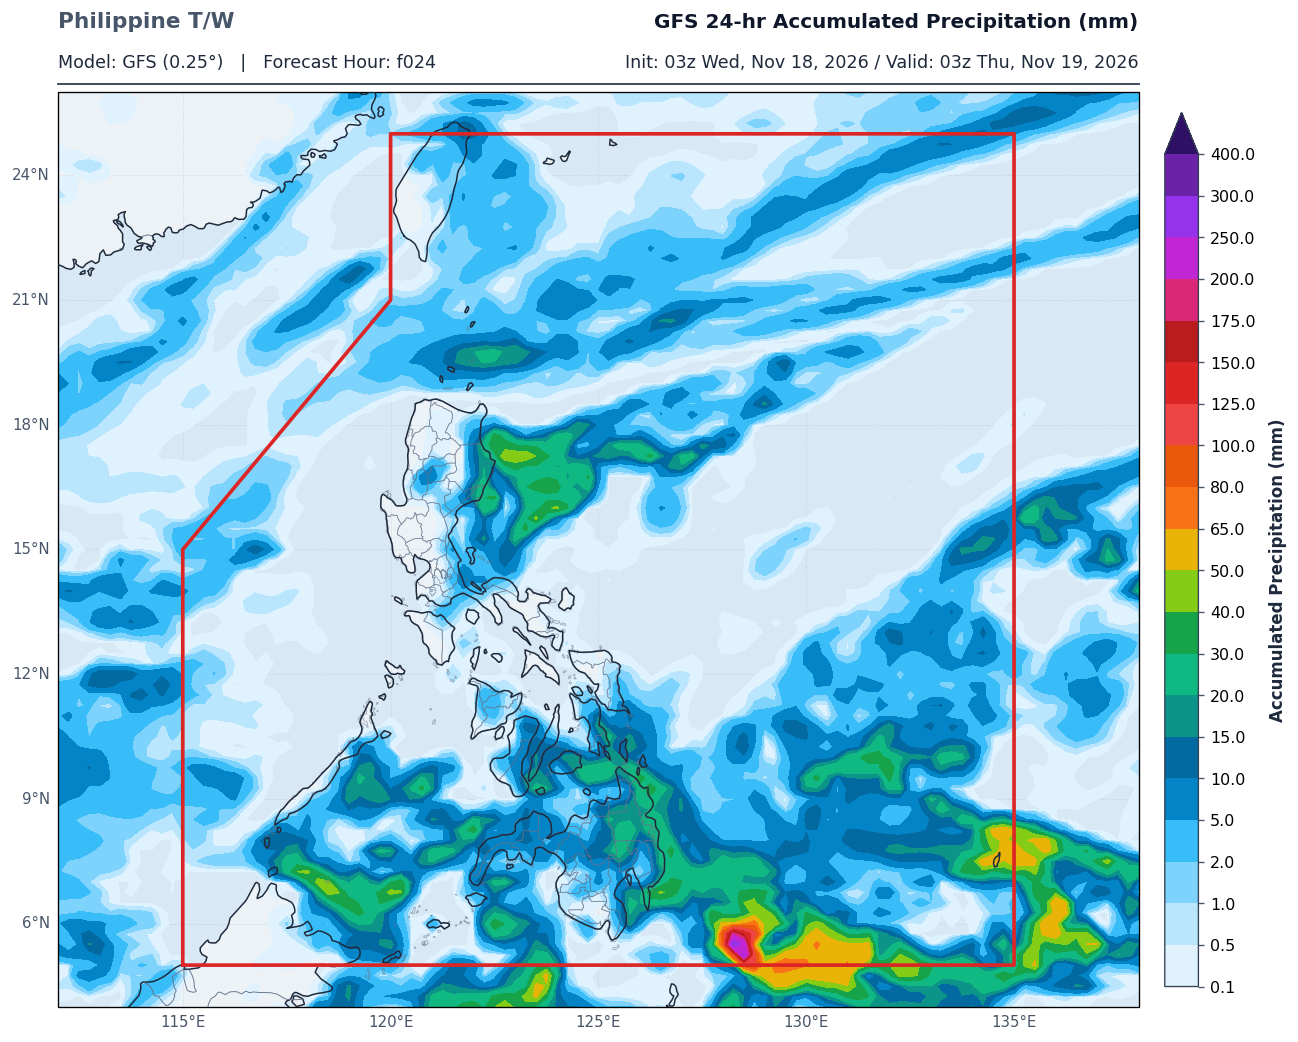 Philippine T/W
GFS 24-hr Accumulated Precipitation (mm)
Model: GFS (0.25°)   |   Forecast Hour: f024
Init: 03z Wed, Nov 18, 2026 / Valid: 03z Thu, Nov 19, 2026
24°N
21°N
18°N
15°N
12°N
9°N
6°N
115°E
120°E
125°E
130°E
135°E
400.0
300.0
250.0
200.0
175.0
150.0
125.0
100.0
80.0
65.0
50.0
40.0
30.0
20.0
15.0
10.0
5.0
2.0
1.0
0.5
0.1
Accumulated Precipitation (mm)